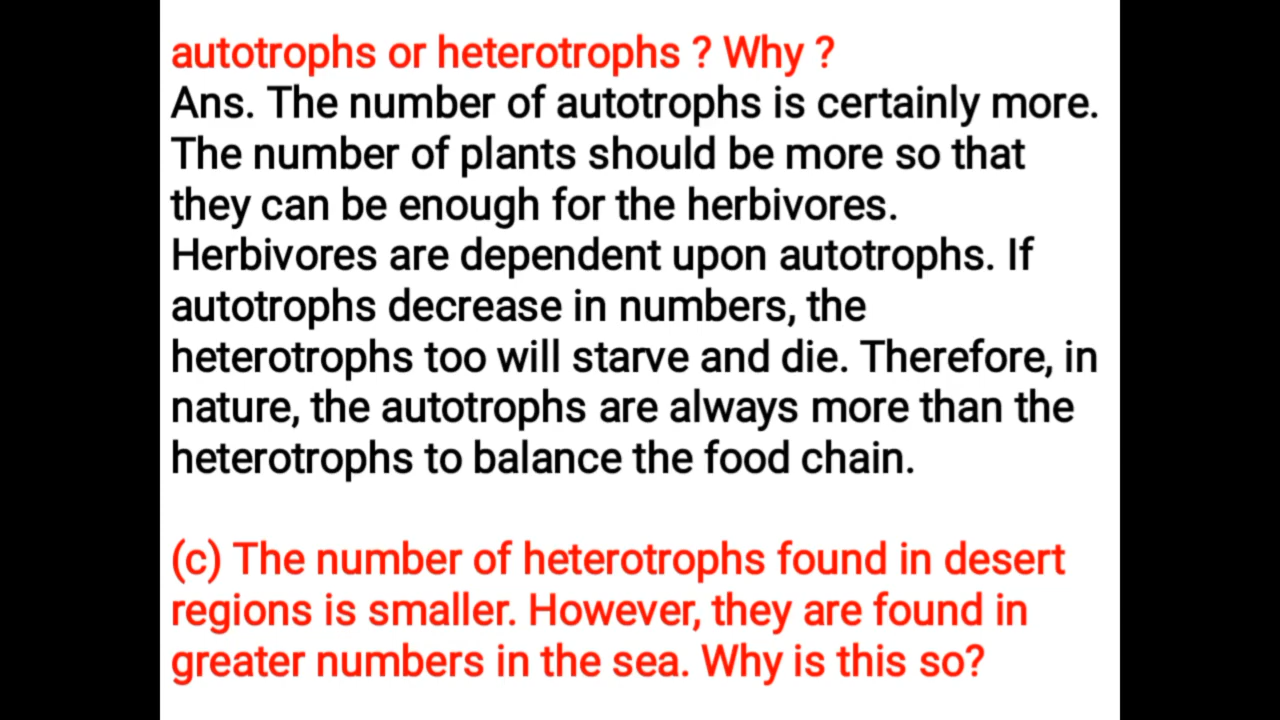 autotrophs or heterotrophs ? Why ?
Ans. The number of autotrophs is certainly more.
The number of plants should be more so that
they can be enough for the herbivores.
Herbivores are dependent upon autotrophs. If
autotrophs decrease in numbers, the
heterotrophs too will starve and die. Therefore, in
nature, the autotrophs are always more than the
heterotrophs to balance the food chain.
(c) The number of heterotrophs found in desert
regions is smaller. However, they are found in
greater numbers in the sea. Why is this so?